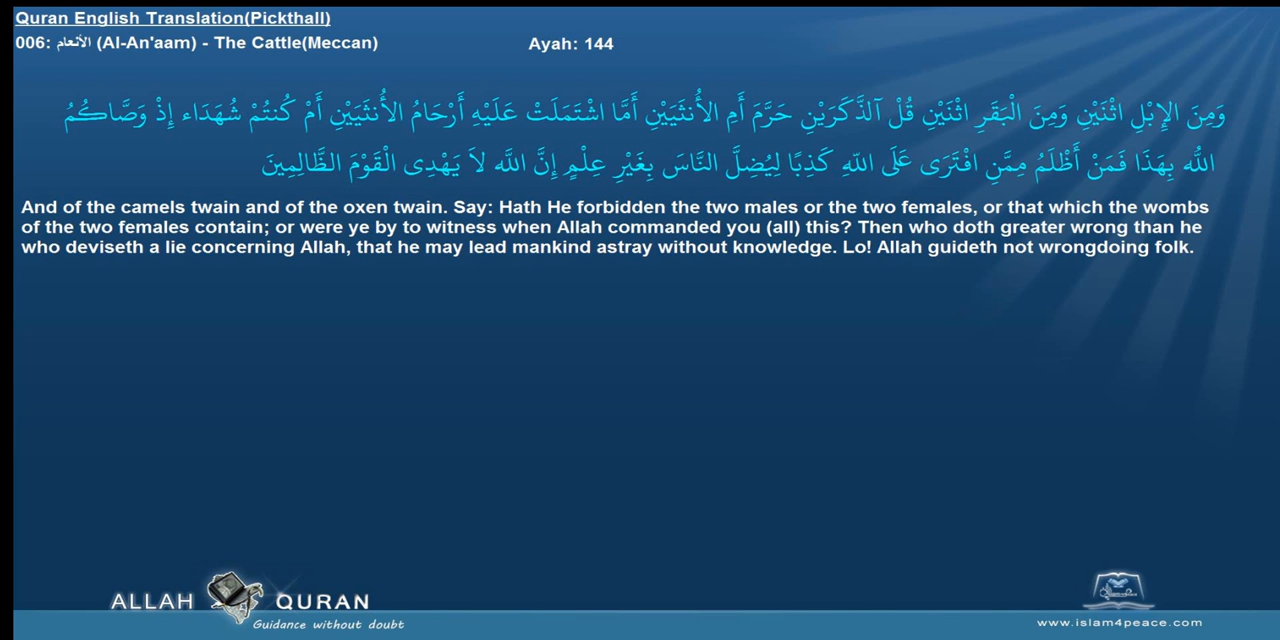 Quran English Translation(Pickthall)
006: الأنعام (Al-An'aam) - The Cattle(Meccan)
Ayah: 144
وَمِنَ الإِبْلِ اثْنَيْنِ وَمِنَ الْبَقَرِ اثْنَيْنِ قُلْ آلذَّكَرَيْنِ حَرَّمَ أَمِ الأُنثَيَيْنِ أَمَّا اشْتَمَلَتْ عَلَيْهِ أَرْحَامُ الأُنثَيَيْنِ أَمْ كُنتُمْ شُهَدَاء إِذْ وَصَّاكُمُ
اللّهُ بِهَذَا فَمَنْ أَظْلَمُ مِمَّنِ افْتَرَى عَلَى اللّهِ كَذِبًا لِيُضِلَّ النَّاسَ بِغَيْرِ عِلْمٍ إِنَّ اللّهَ لاَ يَهْدِى الْقَوْمَ الظَّالِمِينَ
And of the camels twain and of the oxen twain. Say: Hath He forbidden the two males or the two females, or that which the wombs
of the two females contain; or were ye by to witness when Allah commanded you (all) this? Then who doth greater wrong than he
who deviseth a lie concerning Allah, that he may lead mankind astray without knowledge. Lo! Allah guideth not wrongdoing folk.
ALLAH QURAN
Guidance without doubt
www.islam4peace.com